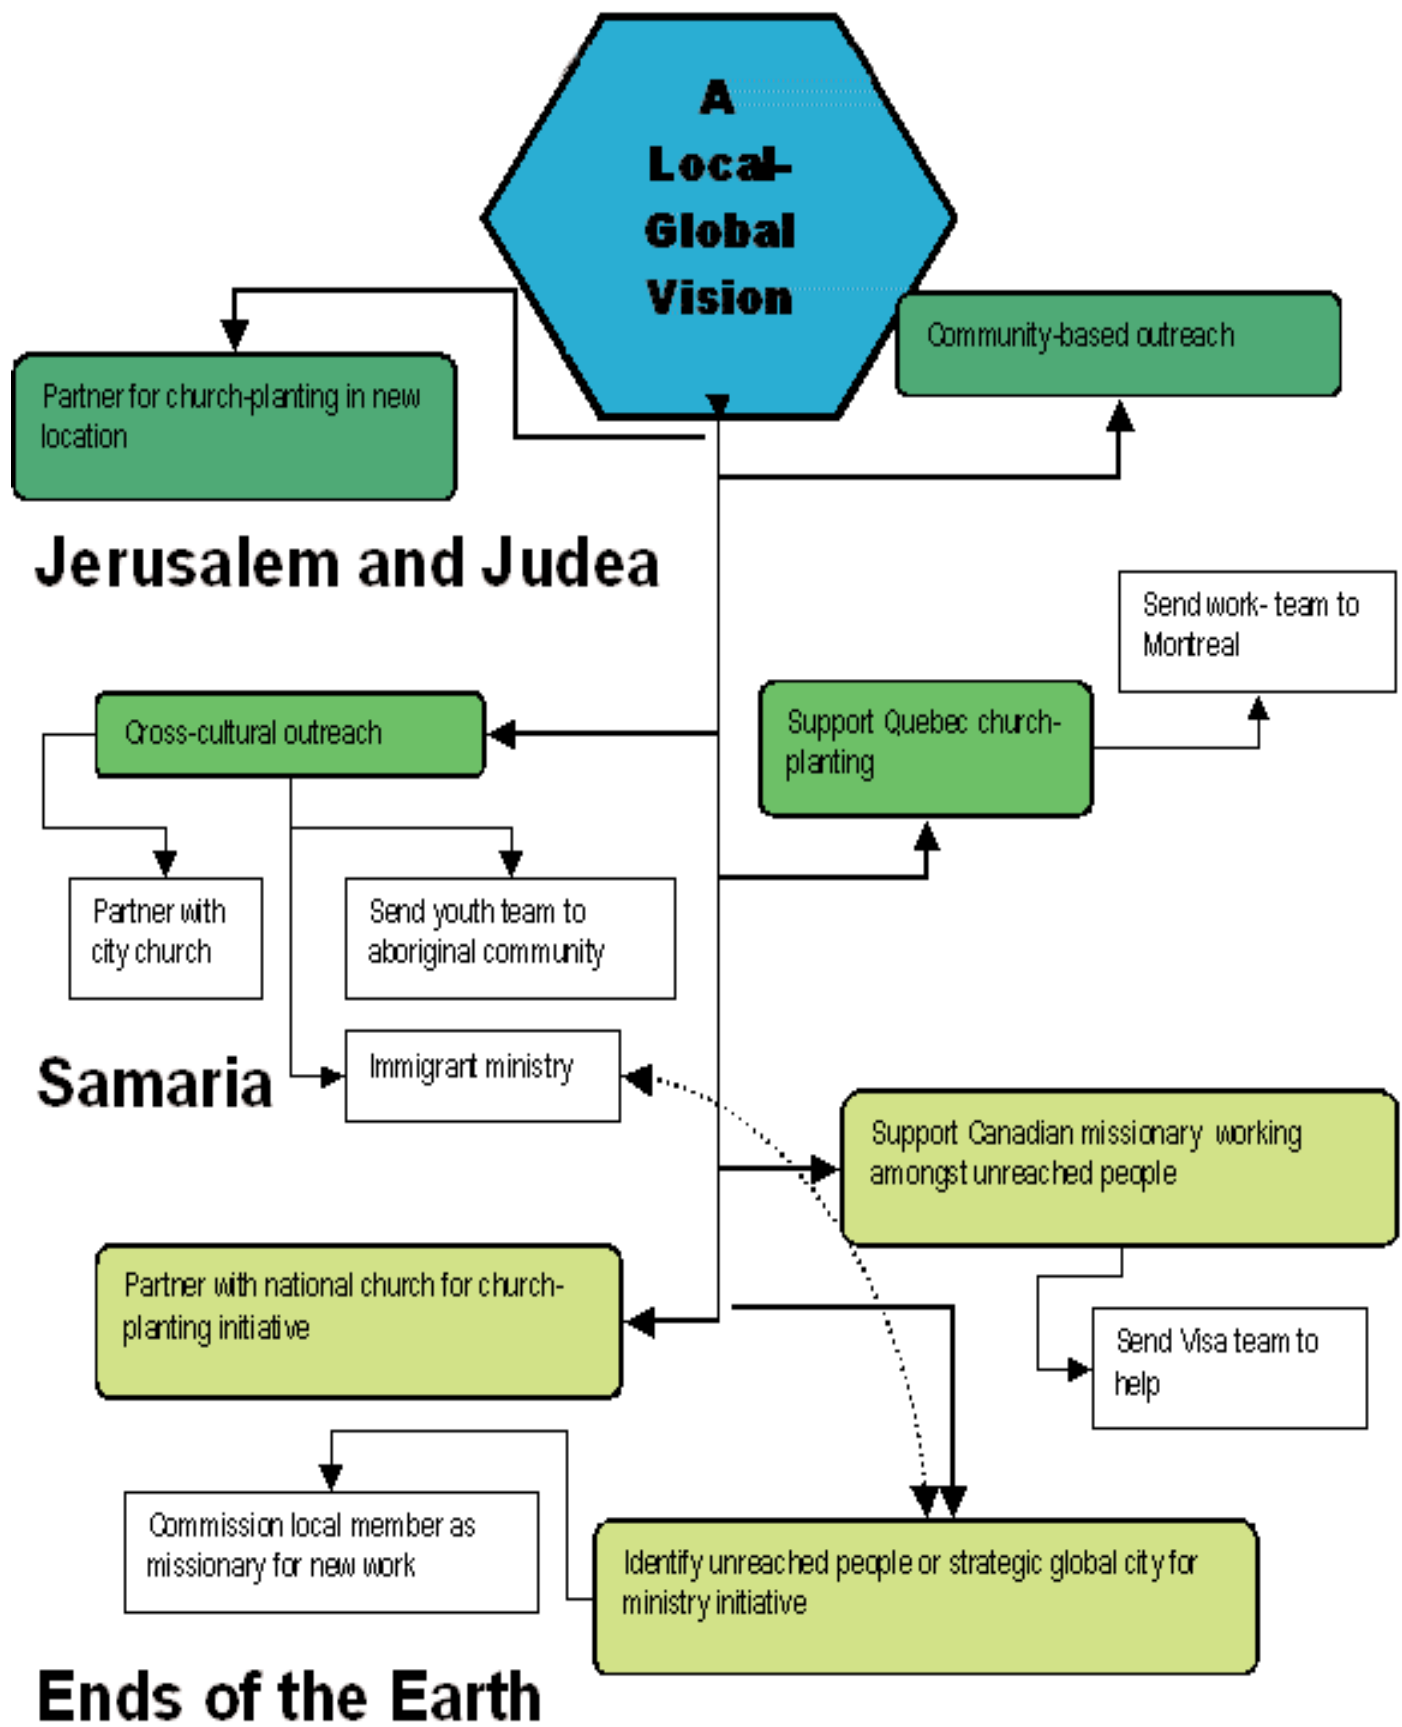 A
Local-
Global
Vision
Community-based outreach
Partner for church-planting in new
location
Jerusalem and Judea
Send work- team to
Montreal
Cross-cultural outreach
Support Quebec church-
planting
Partner with
city church
Send youth team to
aboriginal community
Samaria
Immigrant ministry
Support Canadian missionary working
amongst unreached people
Partner with national church for church-
planting initiative
Send Visa team to
help
Commission local member as
missionary for new work
Identify unreached people or strategic global city for
ministry initiative
Ends of the Earth